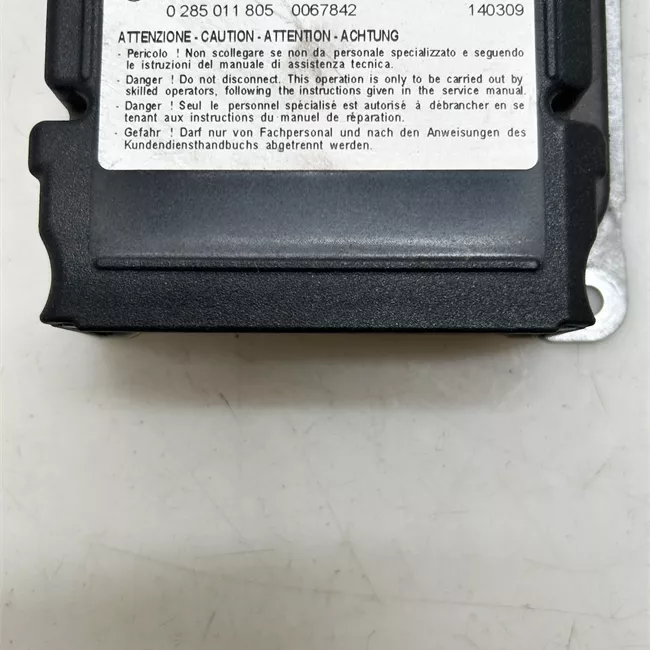 0 285 011 805 0067842 140309
ATTENZIONE - CAUTION - ATTENTION - ACHTUNG
- Pericolo ! Non scollegare se non da personale specializzato e seguendo
le istruzioni del manuale di assistenza tecnica.
- Danger ! Do not disconnect. This operation is only to be carried out by
skilled operators, following the instructions given in the service manual.
- Danger ! Seul le personnel spécialisé est autorisé à débrancher en se
tenant aux instructions du manuel de réparation.
- Gefahr ! Darf nur von Fachpersonal und nach den Anweisungen des
Kundendiensthandbuchs abgetrennt werden.